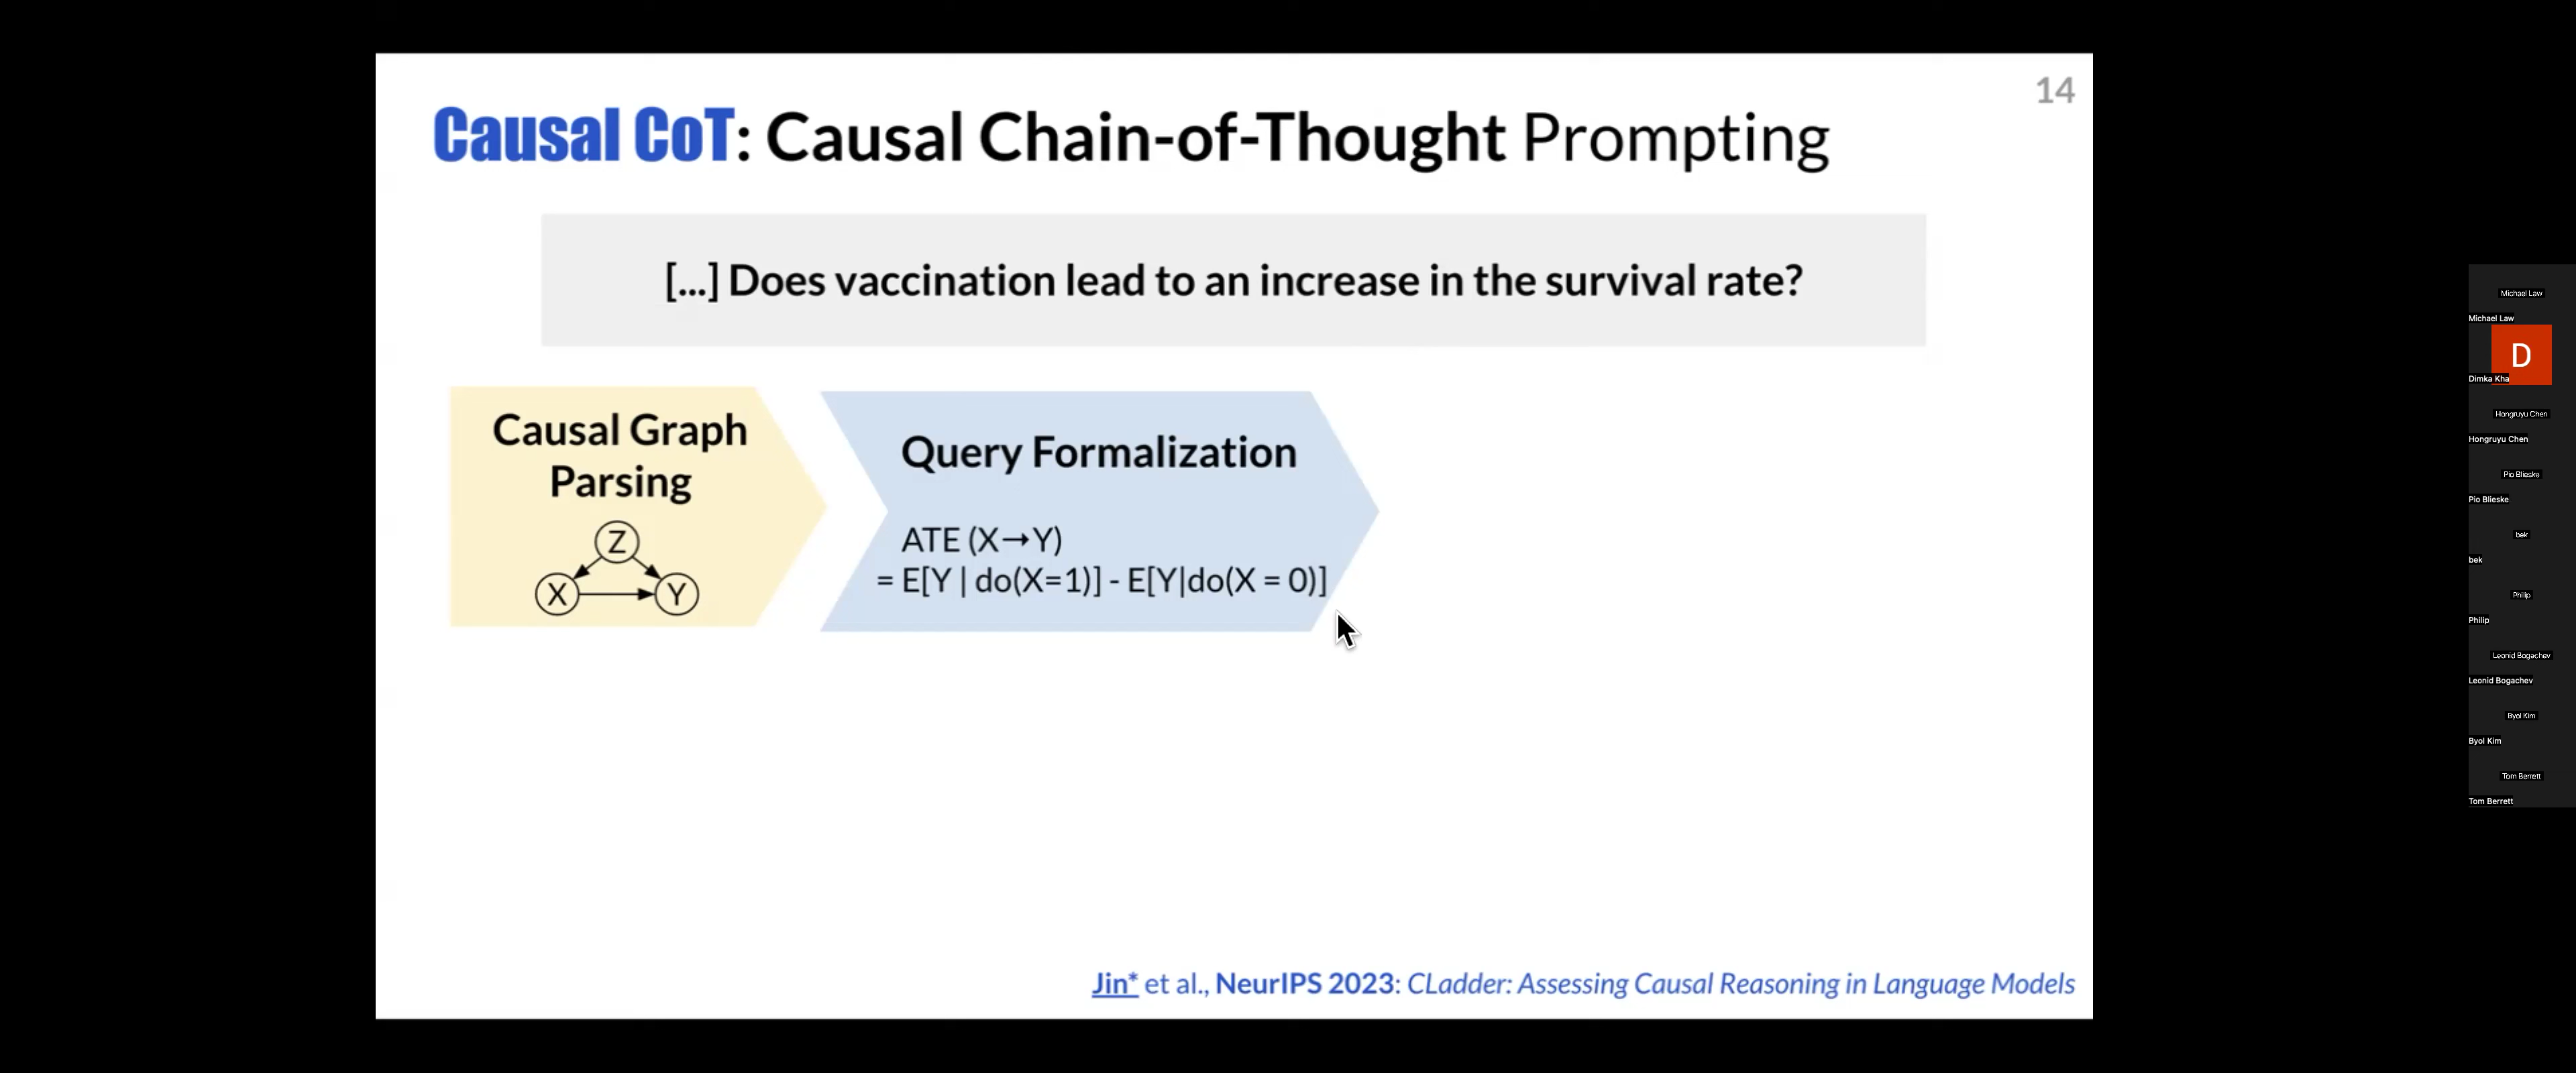 14
Causal CoT: Causal Chain-of-Thought Prompting
[...] Does vaccination lead to an increase in the survival rate?
Causal Graph
Parsing
Z
X
Y
Query Formalization
ATE (X→Y)
= E[Y | do(X=1)] - E[Y|do(X = 0)]
Jin* et al., NeurIPS 2023: CLadder: Assessing Causal Reasoning in Language Models
Michael Law
Michael Law
D
Dimka Kha
Hongruyu Chen
Hongruyu Chen
Pio Blieske
Pio Blieske
bek
bek
Philip
Philip
Leonid Bogachev
Leonid Bogachev
Byol Kim
Byol Kim
Tom Berrett
Tom Berrett